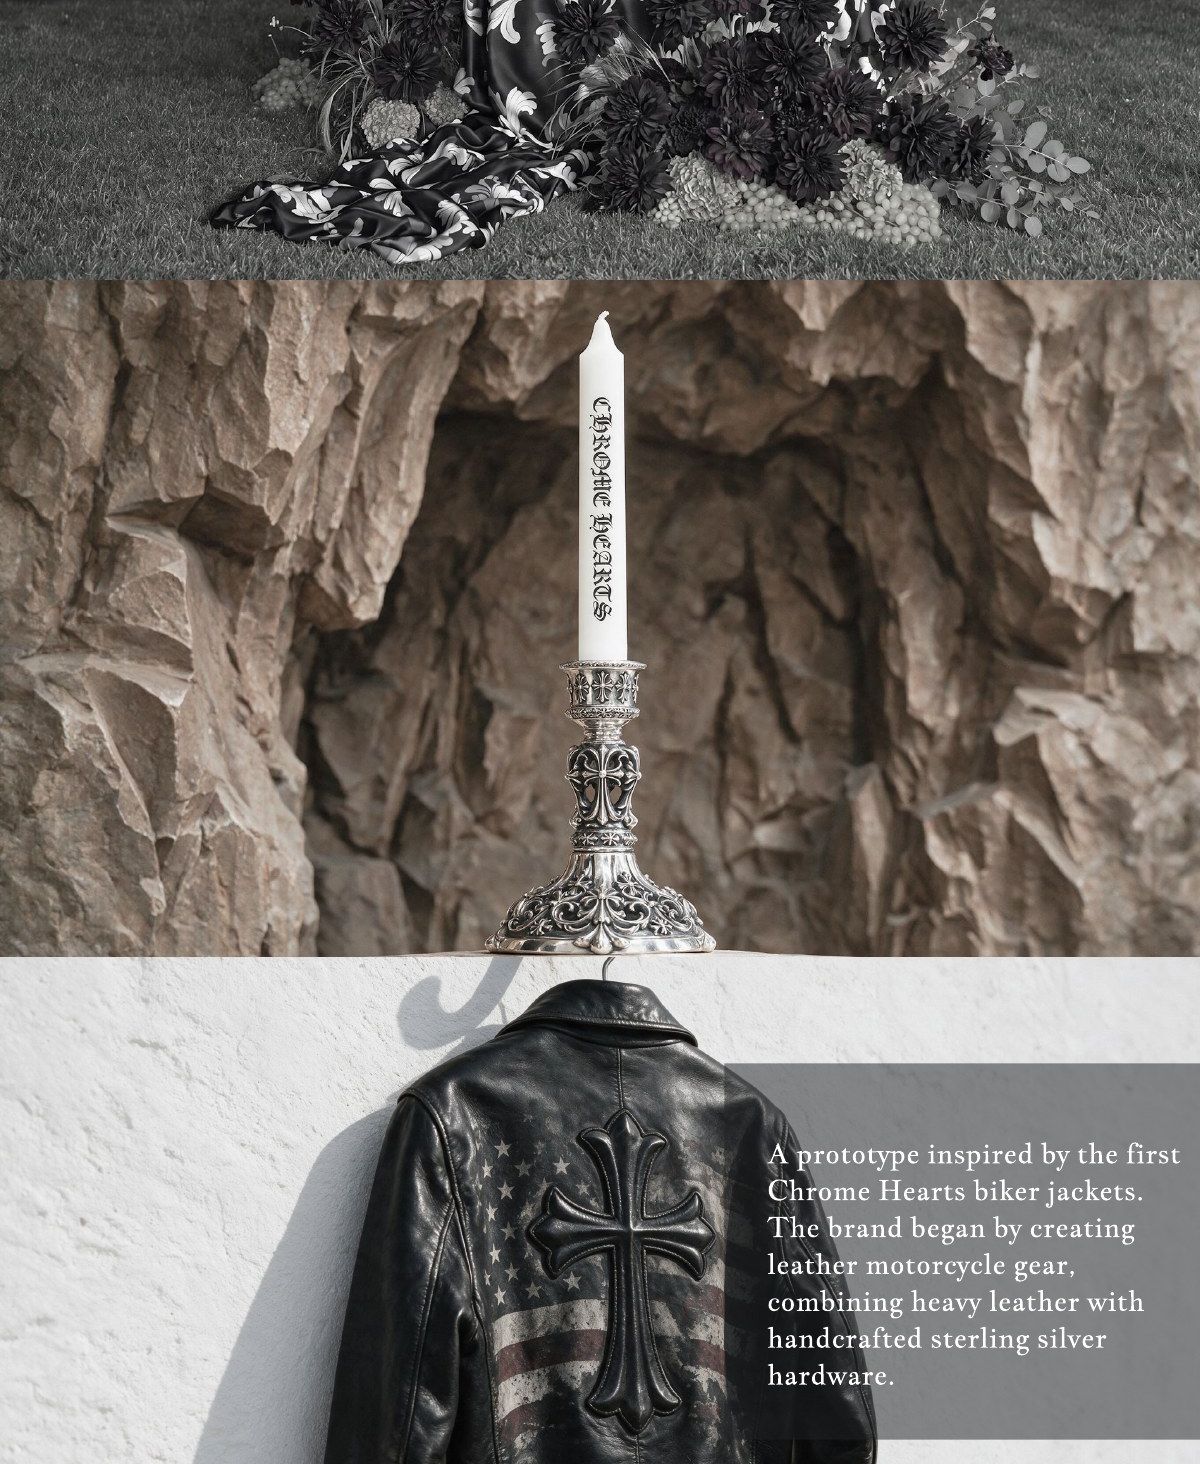 CHROME HEARTS
A prototype inspired by the first
Chrome Hearts biker jackets.
The brand began by creating
leather motorcycle gear,
combining heavy leather with
handcrafted sterling silver
hardware.